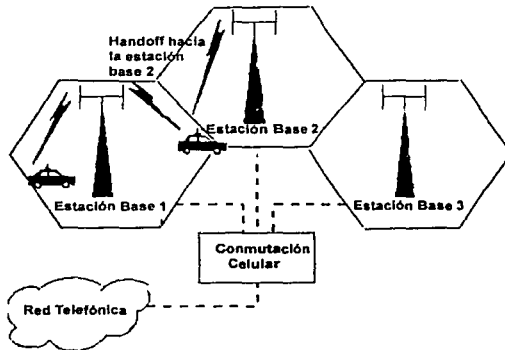 Handoff hacia
la estación
base 2
Estación Base 2
Estación Base 1
Estación Base 3
Conmutación
Celular
Red Telefónica